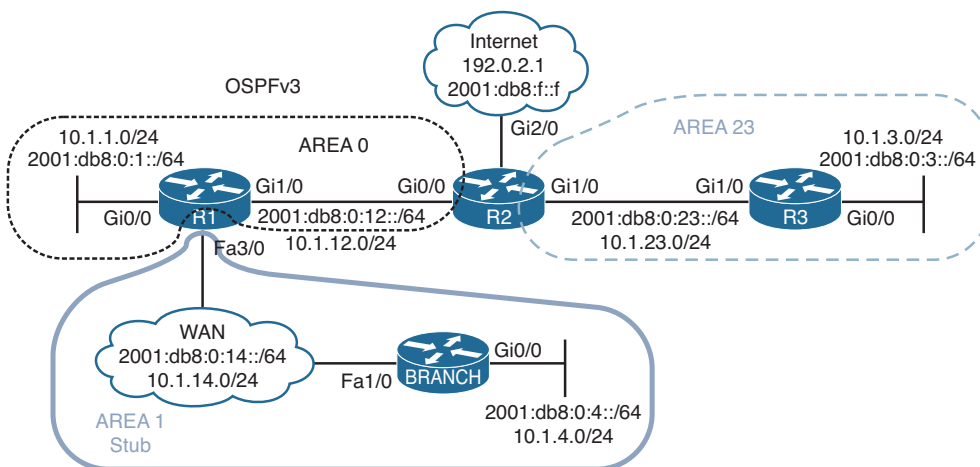 Internet
192.0.2.1
2001:db8:f::f
OSPFv3
Gi2/0
AREA 23
10.1.1.0/24
2001:db8:0:1::/64
AREA 0
10.1.3.0/24
2001:db8:0:3::/64
Gi0/0
R1
Gi1/0
Gi0/0
R2
Gi1/0
Gi1/0
R3
Gi0/0
2001:db8:0:12::/64
10.1.12.0/24
2001:db8:0:23::/64
10.1.23.0/24
Fa3/0
WAN
2001:db8:0:14::/64
10.1.14.0/24
Fa1/0
BRANCH
Gi0/0
2001:db8:0:4::/64
10.1.4.0/24
AREA 1
Stub